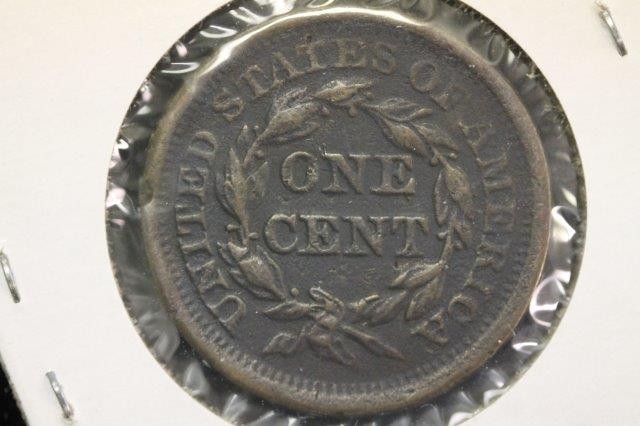 UNITED STATES OF AMERICA
ONE
CENT